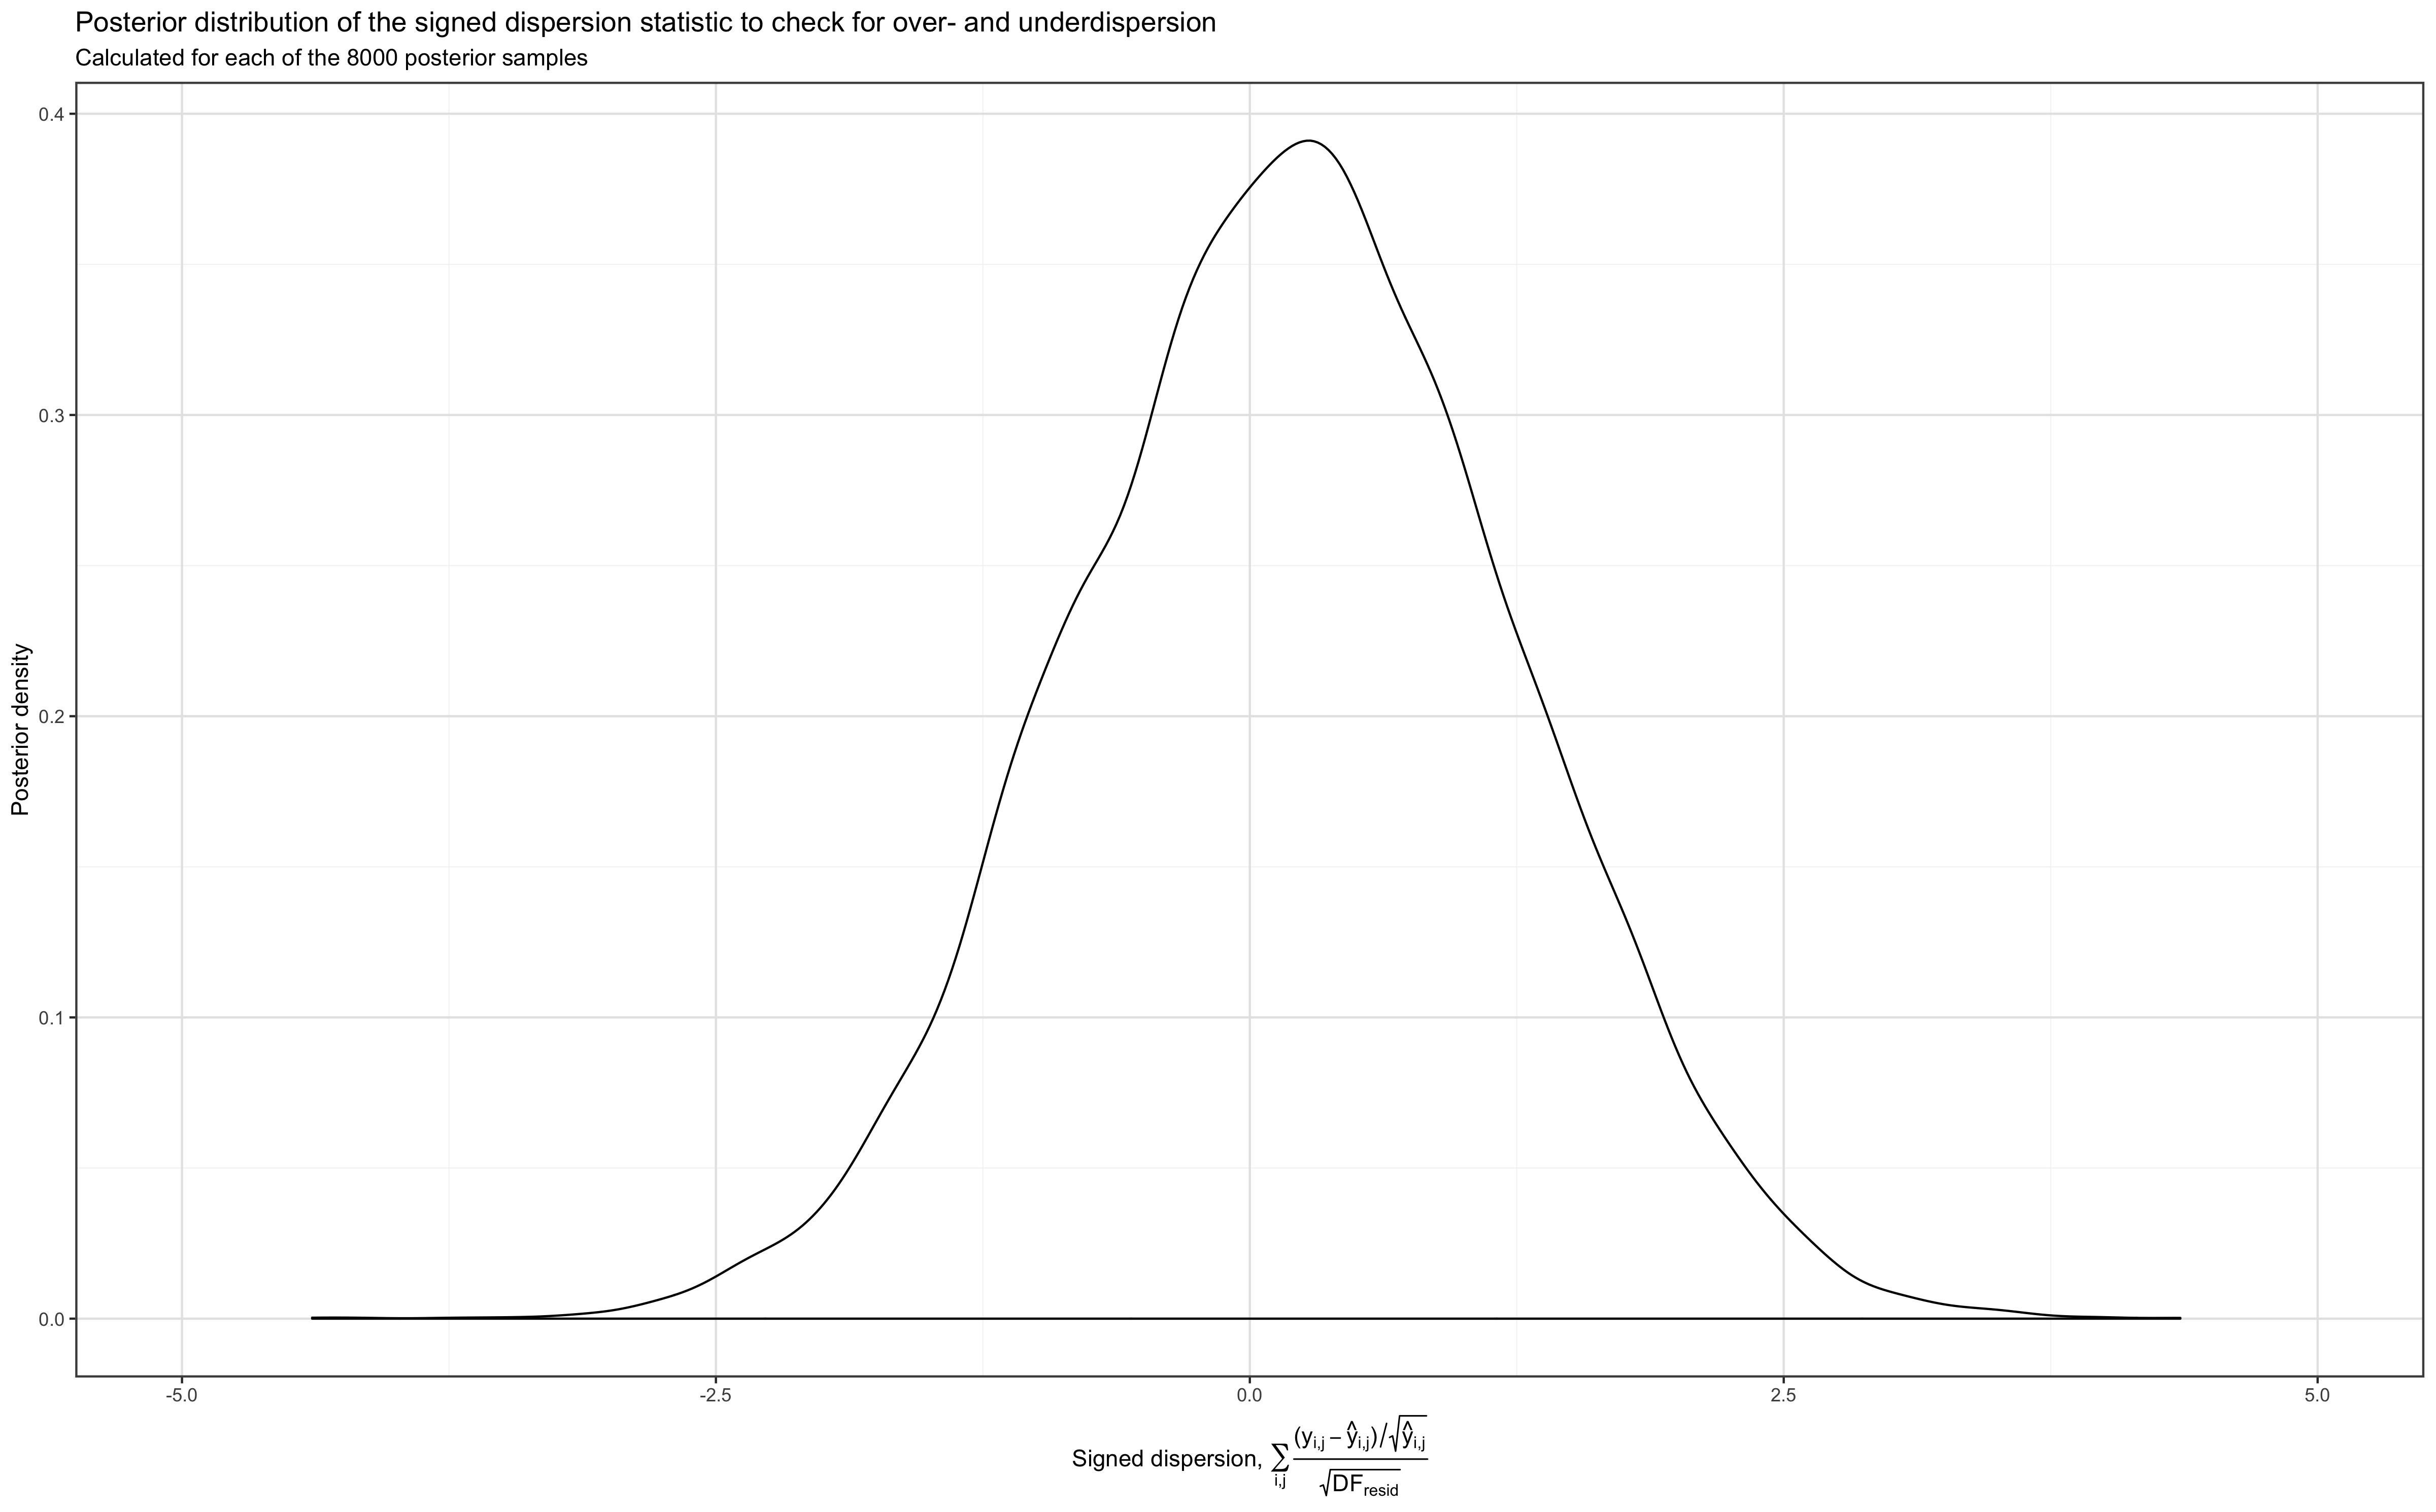 Posterior distribution of the signed dispersion statistic to check for over- and underdispersion
Calculated for each of the 8000 posterior samples
Posterior density
0.4
0.3
0.2
0.1
0.0
-5.0 -2.5 0.0 2.5 5.0
Signed dispersion, ∑i,j (yi,j − ŷi,j)/√ŷi,j / √DFresid